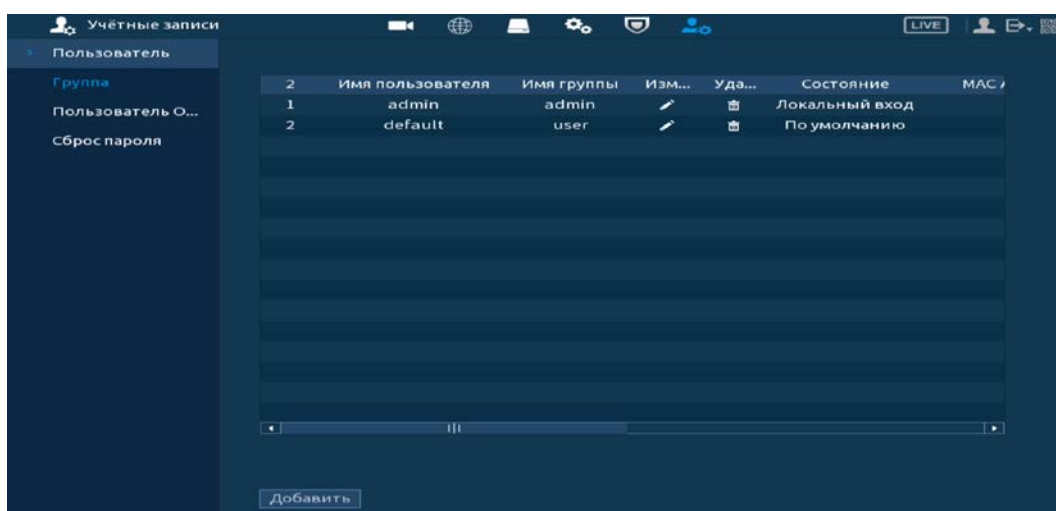 Учётные записи LIVE
Пользователь
Группа
Пользователь О...
Сброс пароля
2 Имя пользователя Имя группы Изм... Уда... Состояние MAC
1 admin admin Локальный вход
2 default user По умолчанию
Добавить